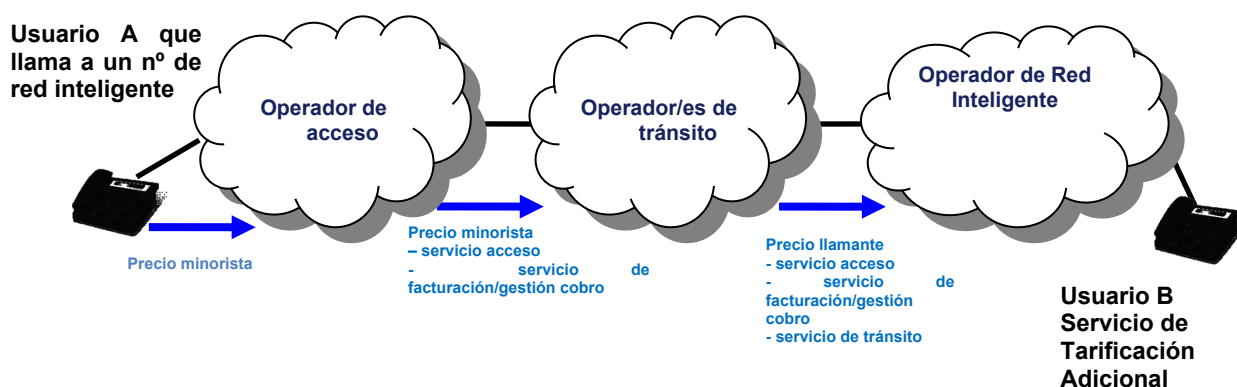 Usuario A que
llama a un nº de
red inteligente
Operador de
acceso
Operador/es de
tránsito
Operador de Red
Inteligente
Precio minorista
Precio minorista
– servicio acceso
- servicio de
facturación/gestión cobro
Precio llamante
- servicio acceso
- servicio de
facturación/gestión
cobro
- servicio de tránsito
Usuario B
Servicio de
Tarificación
Adicional